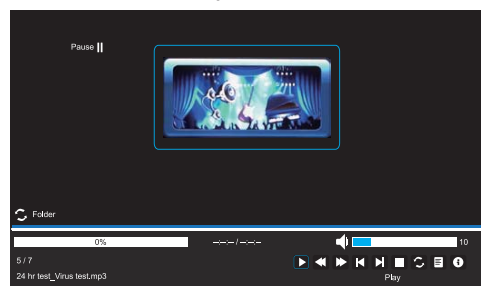 Pause
Folder
0%
--:--:-- / --:--:--
10
5 / 7
24 hr test_Virus test.mp3
Play